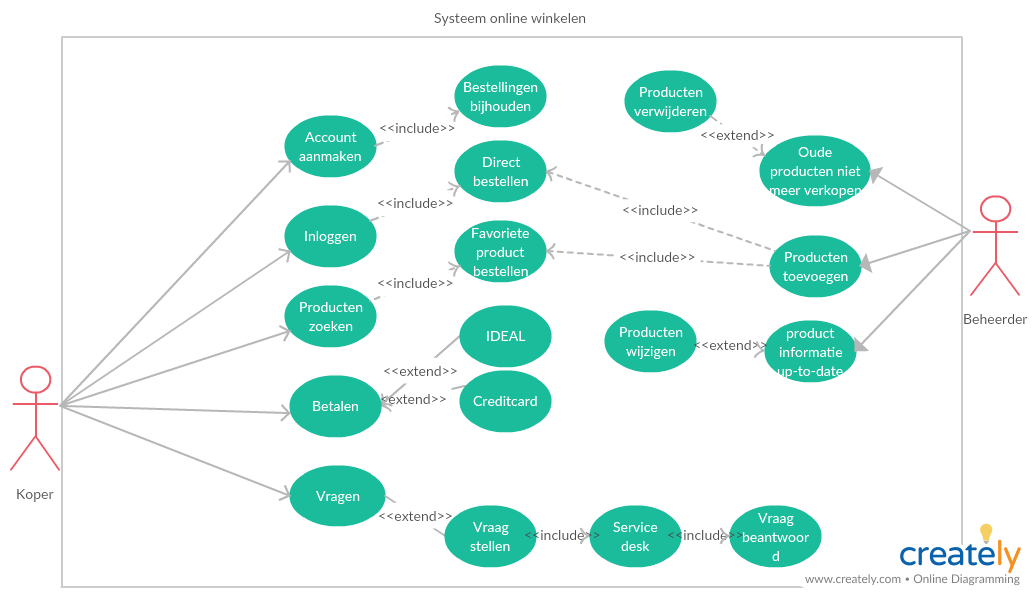 Systeem online winkelen
Bestellingen
bijhouden
Producten
verwijderen
<<include>>
<<extend>>
Account
aanmaken
Direct
bestellen
Oude
producten niet
meer verkopen
<<include>>
<<include>>
Inloggen
Favoriete
product
bestellen
<<include>>
Producten
toevoegen
<<include>>
Producten
zoeken
Beheerder
IDEAL
Producten
wijzigen
<<extend>>
product
informatie
up-to-date
<<extend>>
<<extend>>
Betalen
Creditcard
Koper
Vragen
<<extend>>
Vraag
stellen
<<include>>
Service
desk
<<include>>
Vraag
beantwoor
d
creately
www.creately.com • Online Diagramming